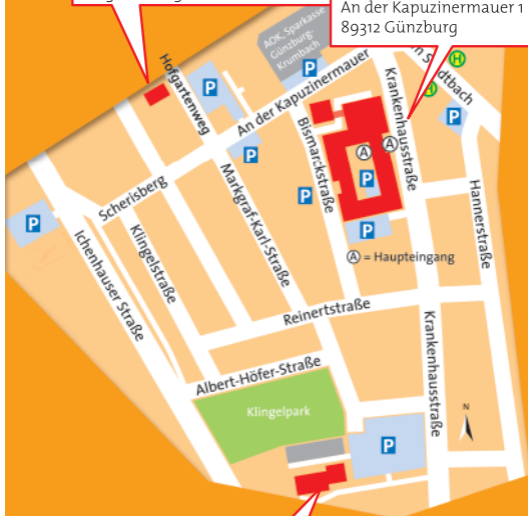 An der Kapuzinermauer 1
89312 Günzburg
AOK, Sparkasse
Günzburg-
Krumbach
H
H
P
P
P
Hofgartenweg
An der Kapuzinermauer
Krankenhausstraße
Bismarckstraße
A
A
P
P
P
P
P
Scherisberg
Markgraf-Karl-Straße
Hannerstraße
Ichenhauser Straße
Klingelstraße
A = Haupteingang
Reinertstraße
Krankenhausstraße
Albert-Höfer-Straße
Klingelpark
N
P